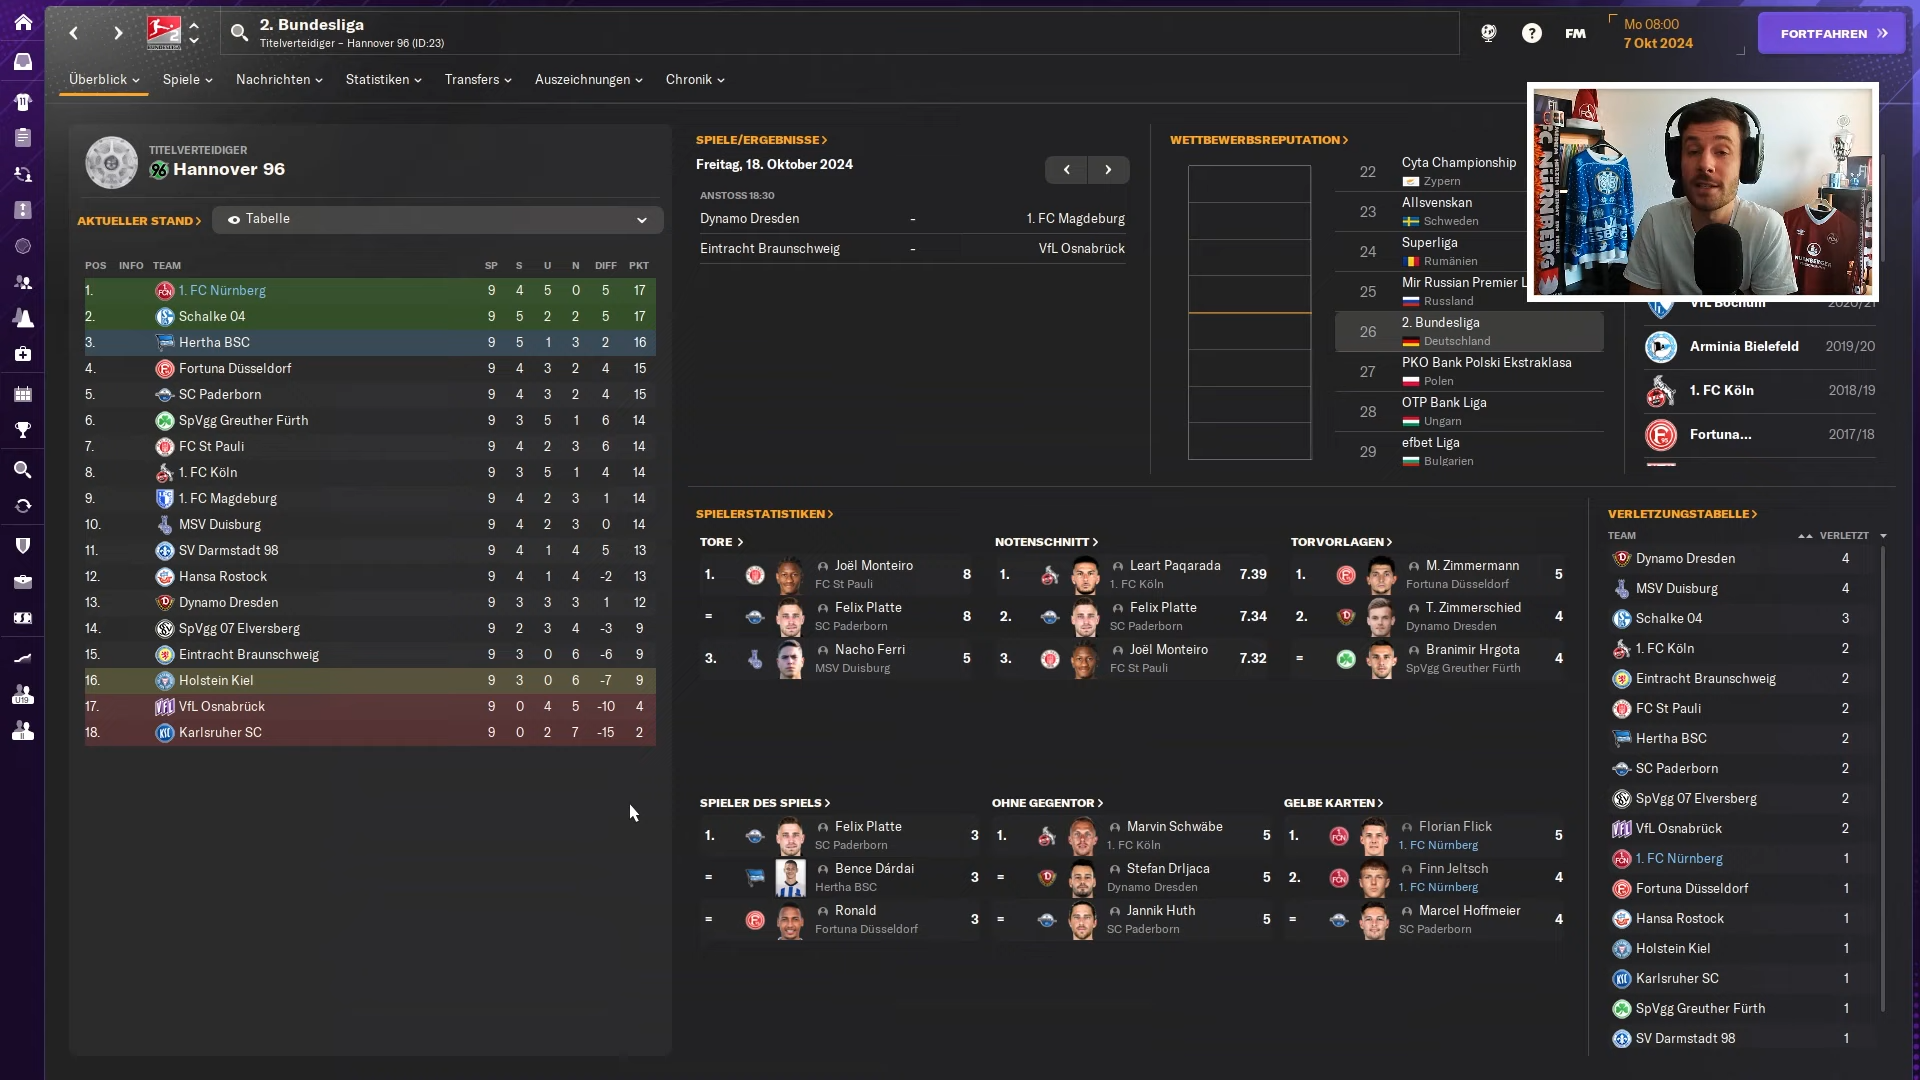 2. Bundesliga
Titelverteidiger – Hannover 96 (ID:23)
FM
Mo 08:00
7 Okt 2024
FORTFAHREN
Überblick
Spiele
Nachrichten
Statistiken
Transfers
Auszeichnungen
Chronik
TITELVERTEIDIGER
Hannover 96
AKTUELLER STAND
Tabelle
POS INFO TEAM SP S U N DIFF PKT
1. 1. FC Nürnberg 9 4 5 0 5 17
2. Schalke 04 9 5 2 2 5 17
3. Hertha BSC 9 5 1 3 2 16
4. Fortuna Düsseldorf 9 4 3 2 4 15
5. SC Paderborn 9 4 3 2 4 15
6. SpVgg Greuther Fürth 9 3 5 1 6 14
7. FC St Pauli 9 4 2 3 6 14
8. 1. FC Köln 9 3 5 1 4 14
9. 1. FC Magdeburg 9 4 2 3 1 14
10. MSV Duisburg 9 4 2 3 0 14
11. SV Darmstadt 98 9 4 1 4 5 13
12. Hansa Rostock 9 4 1 4 -2 13
13. Dynamo Dresden 9 3 3 3 1 12
14. SpVgg 07 Elversberg 9 2 3 4 -3 9
15. Eintracht Braunschweig 9 3 0 6 -6 9
16. Holstein Kiel 9 3 0 6 -7 9
17. VfL Osnabrück 9 0 4 5 -10 4
18. Karlsruher SC 9 0 2 7 -15 2
SPIELE/ERGEBNISSE
Freitag, 18. Oktober 2024
ANSTOSS 18:30
Dynamo Dresden - 1. FC Magdeburg
Eintracht Braunschweig - VfL Osnabrück
WETTBEWERBSREPUTATION
22 Cyta Championship
Zypern
23 Allsvenskan
Schweden
24 Superliga
Rumänien
25 Mir Russian Premier L
Russland
26 2. Bundesliga
Deutschland
27 PKO Bank Polski Ekstraklasa
Polen
28 OTP Bank Liga
Ungarn
29 efbet Liga
Bulgarien
FC NÜRNBERG
VfL Bochum 2020/21
Arminia Bielefeld 2019/20
1. FC Köln 2018/19
Fortuna... 2017/18
SPIELERSTATISTIKEN
TORE
1. Joël Monteiro 8
FC St Pauli
= Felix Platte 8
SC Paderborn
3. Nacho Ferri 5
MSV Duisburg
NOTENSCHNITT
1. Leart Paqarada 7.39
1. FC Köln
2. Felix Platte 7.34
SC Paderborn
3. Joël Monteiro 7.32
FC St Pauli
TORVORLAGEN
1. M. Zimmermann 5
Fortuna Düsseldorf
2. T. Zimmerschied 4
Dynamo Dresden
= Branimir Hrgota 4
SpVgg Greuther Fürth
SPIELER DES SPIELS
1. Felix Platte 3
SC Paderborn
= Bence Dárdai 3
Hertha BSC
= Ronald 3
Fortuna Düsseldorf
OHNE GEGENTOR
1. Marvin Schwäbe 5
1. FC Köln
= Stefan Drljaca 5
Dynamo Dresden
= Jannik Huth 5
SC Paderborn
GELBE KARTEN
1. Florian Flick 5
1. FC Nürnberg
2. Finn Jeltsch 4
1. FC Nürnberg
= Marcel Hoffmeier 4
SC Paderborn
VERLETZUNGSTABELLE
TEAM VERLETZT
Dynamo Dresden 4
MSV Duisburg 4
Schalke 04 3
1. FC Köln 2
Eintracht Braunschweig 2
FC St Pauli 2
Hertha BSC 2
SC Paderborn 2
SpVgg 07 Elversberg 2
VfL Osnabrück 2
1. FC Nürnberg 1
Fortuna Düsseldorf 1
Hansa Rostock 1
Holstein Kiel 1
Karlsruher SC 1
SpVgg Greuther Fürth 1
SV Darmstadt 98 1